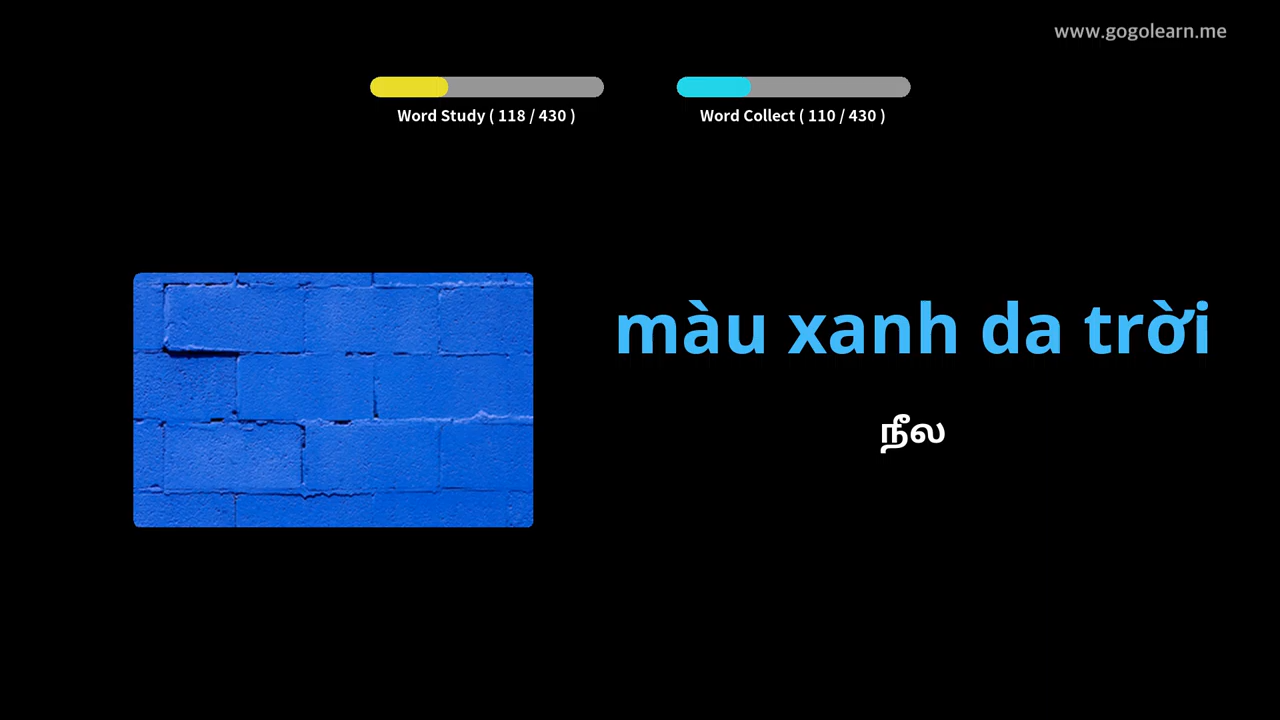 www.gogolearn.me
Word Study ( 118 / 430 )
Word Collect ( 110 / 430 )
màu xanh da trời
நீல